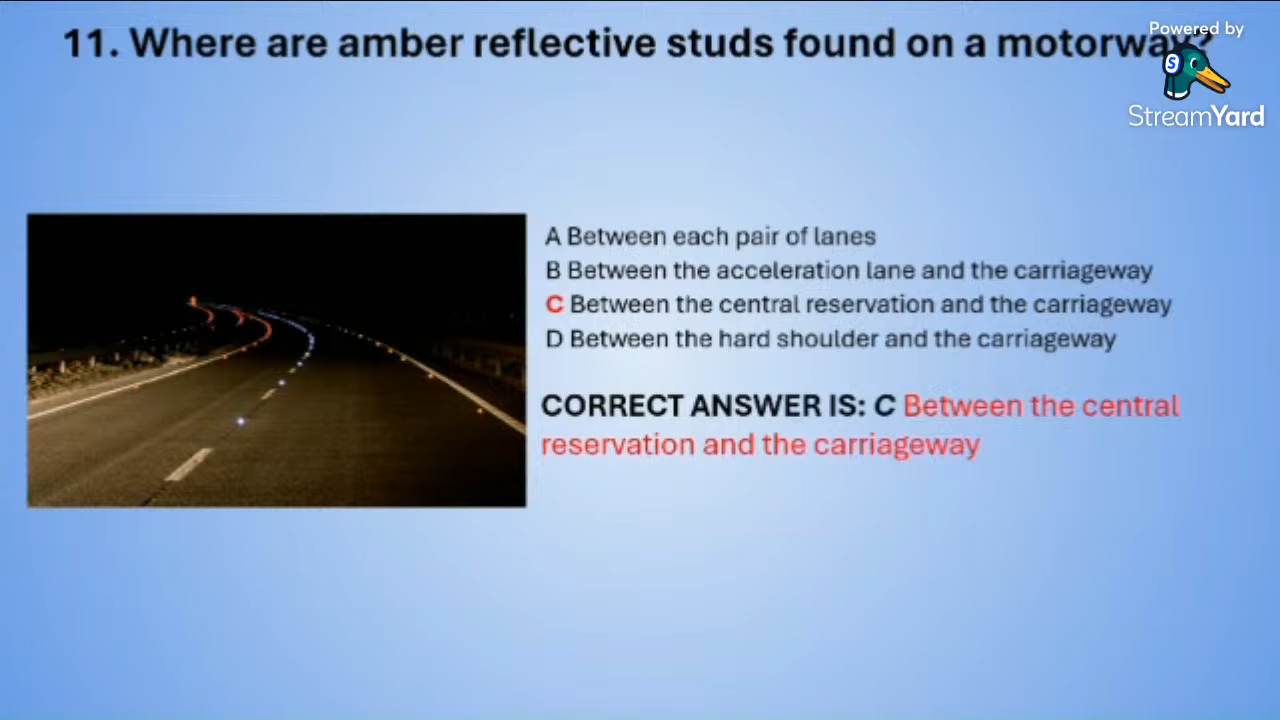 11. Where are amber reflective studs found on a motorway?
Powered by
S
StreamYard
A Between each pair of lanes
B Between the acceleration lane and the carriageway
C Between the central reservation and the carriageway
D Between the hard shoulder and the carriageway
CORRECT ANSWER IS: C Between the central
reservation and the carriageway